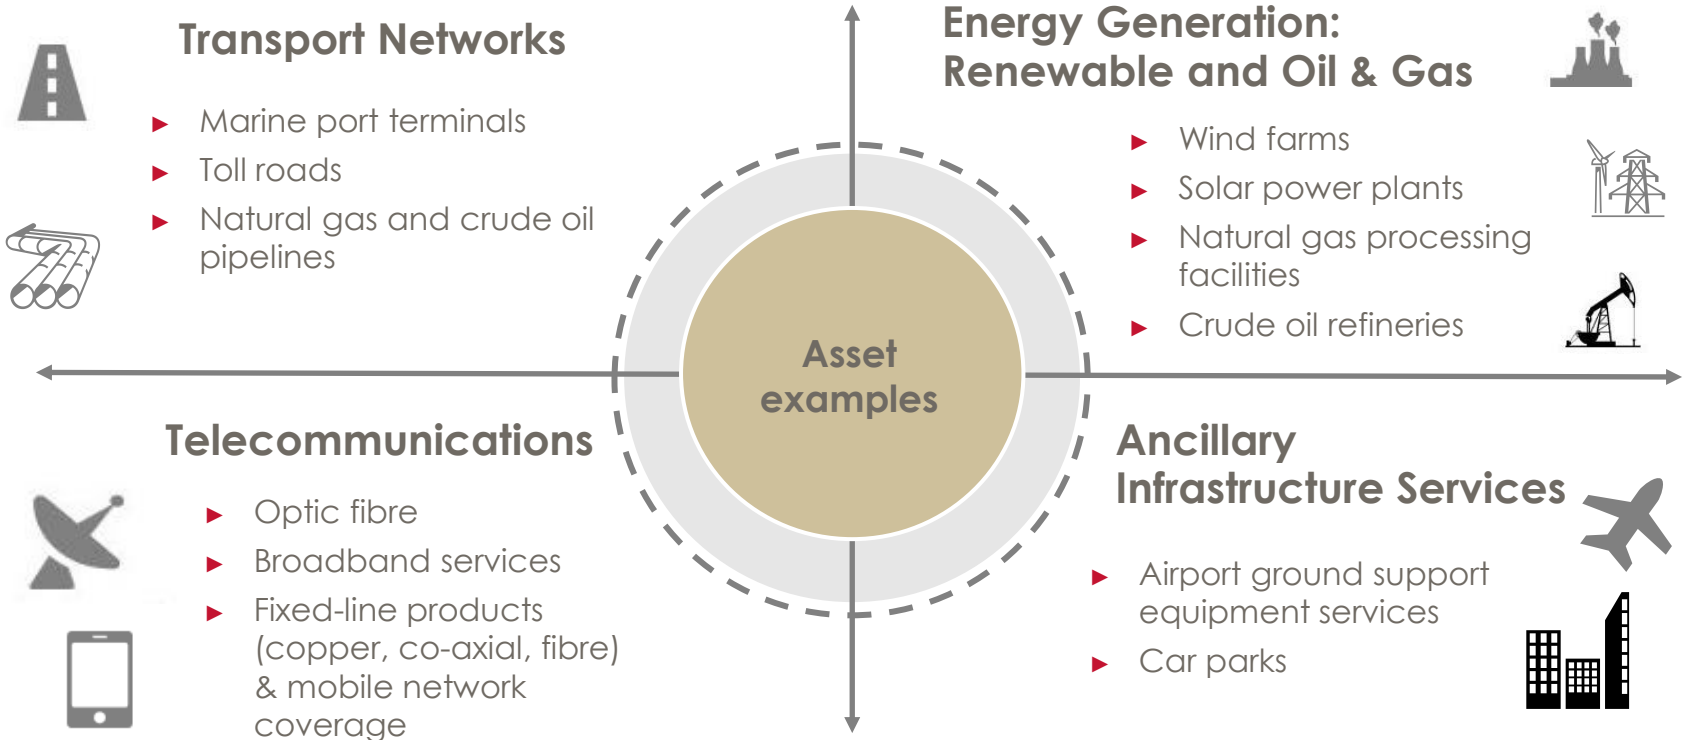 Transport Networks
► Marine port terminals
► Toll roads
► Natural gas and crude oil
pipelines
Energy Generation:
Renewable and Oil & Gas
► Wind farms
► Solar power plants
► Natural gas processing
facilities
► Crude oil refineries
Asset
examples
Telecommunications
► Optic fibre
► Broadband services
► Fixed-line products
(copper, co-axial, fibre)
& mobile network
coverage
Ancillary
Infrastructure Services
► Airport ground support
equipment services
► Car parks